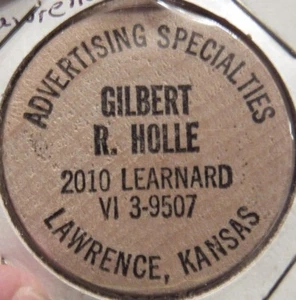 ADVERTISING SPECIALTIES
GILBERT
R. HOLLE
2010 LEARNARD
VI 3-9507
LAWRENCE, KANSAS